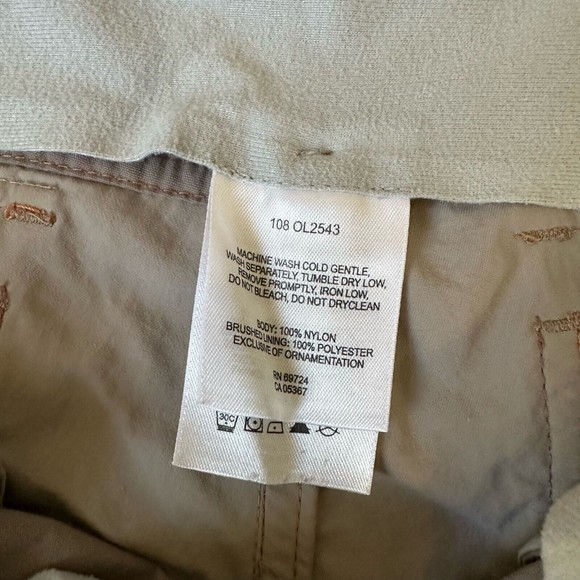 108 OL2543
MACHINE WASH COLD GENTLE,
WASH SEPARATELY, TUMBLE DRY LOW,
REMOVE PROMPTLY, IRON LOW,
DO NOT BLEACH, DO NOT DRYCLEAN
BODY: 100% NYLON
BRUSHED LINING: 100% POLYESTER
EXCLUSIVE OF ORNAMENTATION
RN 69724
CA 05367
30C